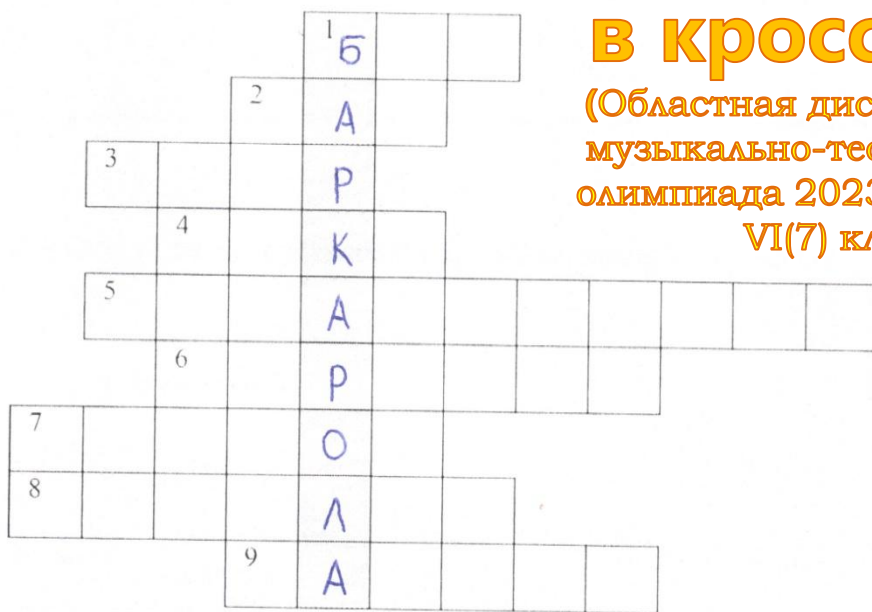 в кросс
(Областная дис
музыкально-тео
олимпиада 2023
VI(7) кл
1 б
2 А
3 Р
4 К
5 А
6 Р
7 О
8 Л
9 А